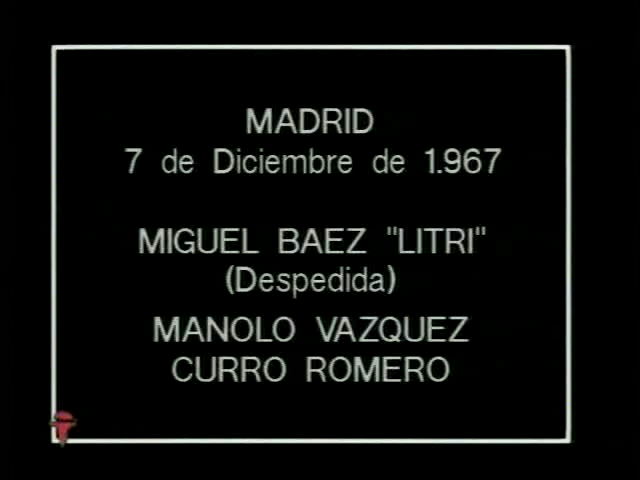 MADRID
7 de Diciembre de 1.967
MIGUEL BAEZ "LITRI"
(Despedida)
MANOLO VAZQUEZ
CURRO ROMERO